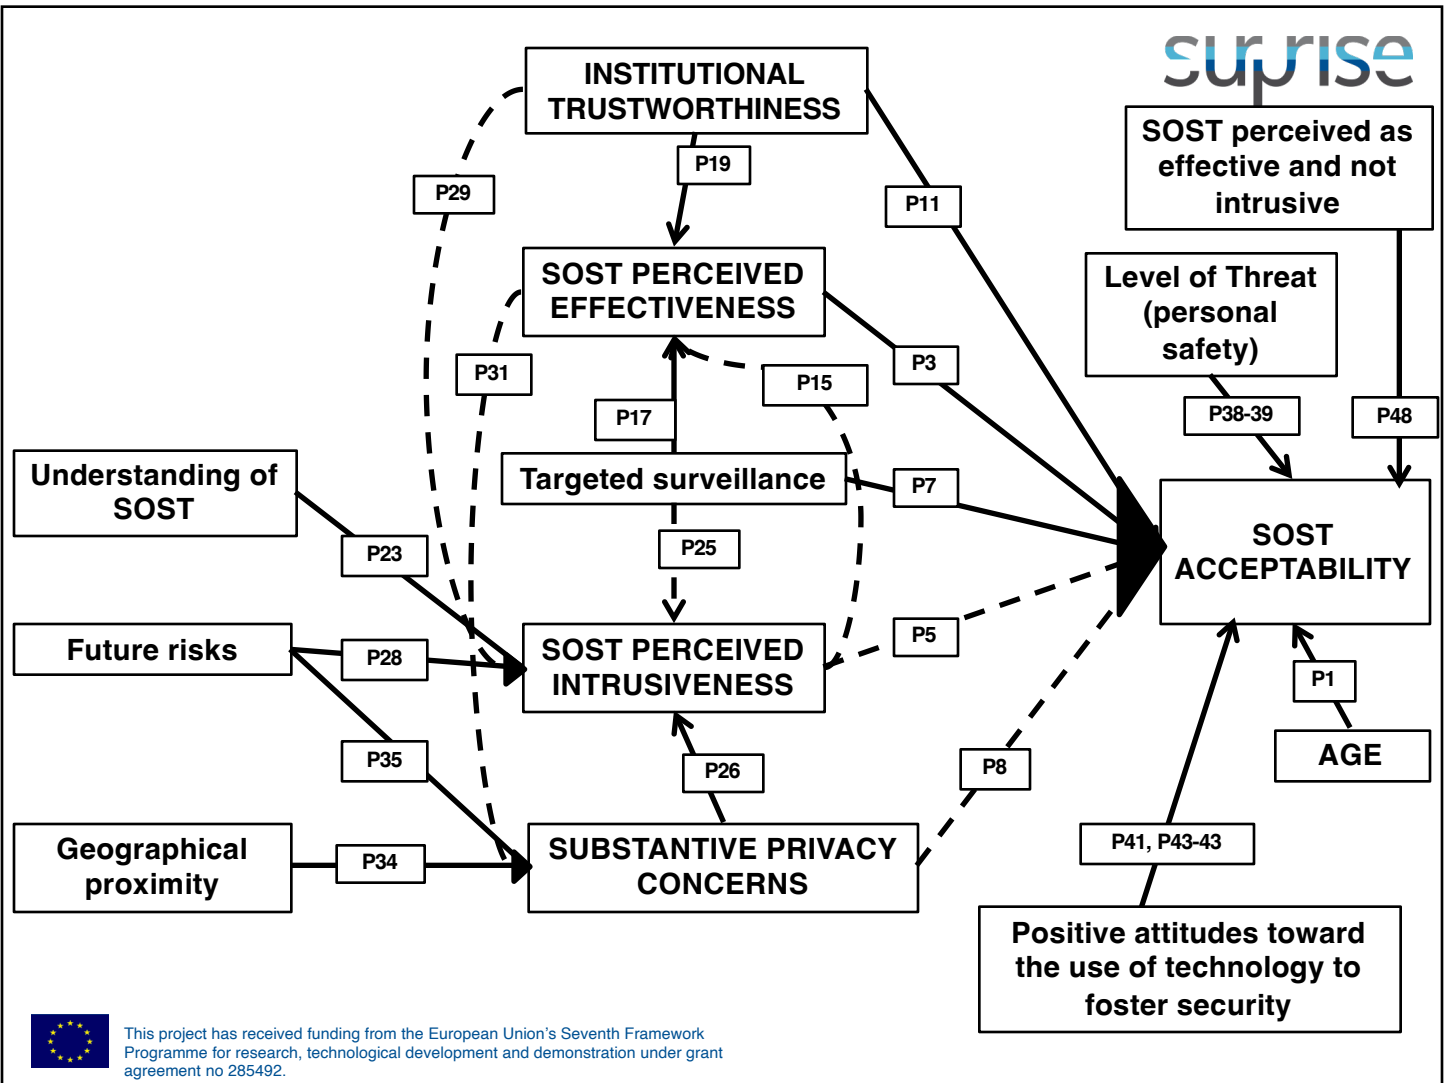 surprise
INSTITUTIONAL
TRUSTWORTHINESS
SOST perceived as
effective and not
intrusive
P19
P29
P11
SOST PERCEIVED
EFFECTIVENESS
Level of Threat
(personal
safety)
P31
P15
P3
P17
P38-39
P48
Understanding of
SOST
Targeted surveillance
P7
P23
P25
SOST
ACCEPTABILITY
Future risks
P28
SOST PERCEIVED
INTRUSIVENESS
P5
P1
P35
P26
P8
AGE
Geographical
proximity
P34
SUBSTANTIVE PRIVACY
CONCERNS
P41, P43-43
Positive attitudes toward
the use of technology to
foster security
This project has received funding from the European Union's Seventh Framework
Programme for research, technological development and demonstration under grant
agreement no 285492.